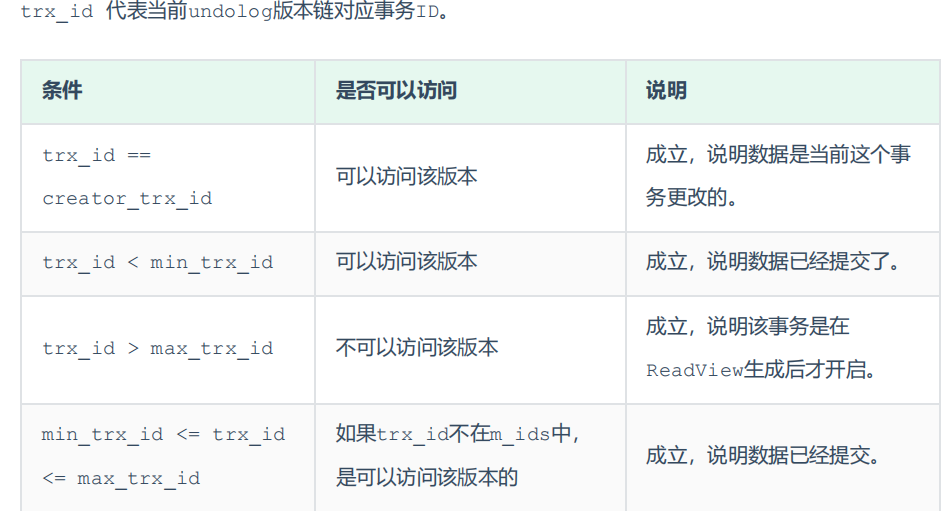 trx_id 代表当前undolog版本链对应事务ID。
条件
是否可以访问
说明
trx_id ==
creator_trx_id
可以访问该版本
成立，说明数据是当前这个事
务更改的。
trx_id < min_trx_id
可以访问该版本
成立，说明数据已经提交了。
trx_id > max_trx_id
不可以访问该版本
成立，说明该事务是在
ReadView生成后才开启。
min_trx_id <= trx_id
<= max_trx_id
如果trx_id不在m_ids中，
是可以访问该版本的
成立，说明数据已经提交。